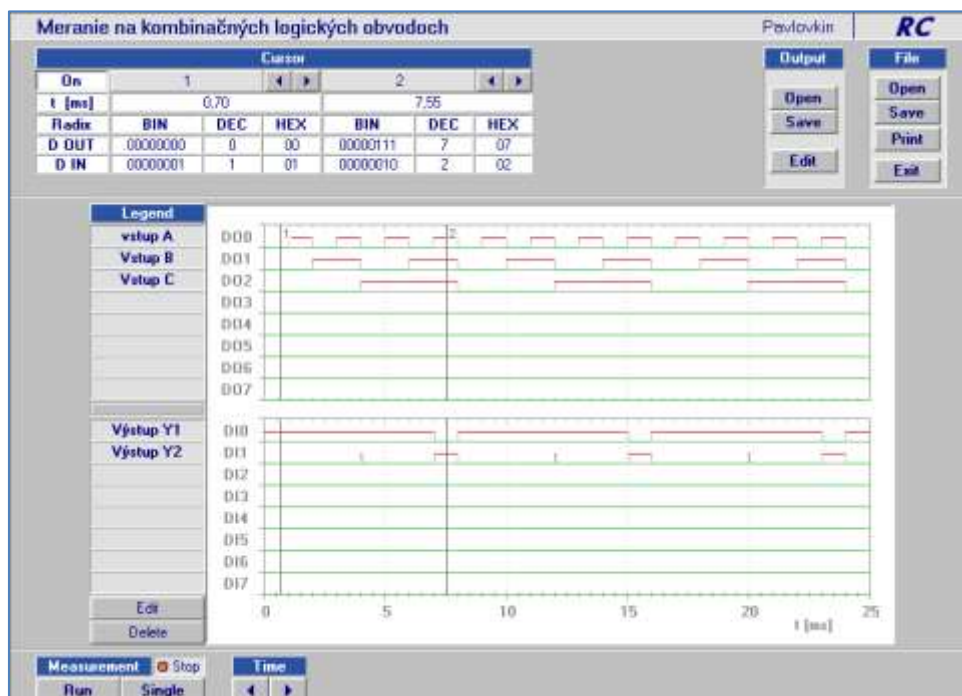 Meranie na kombinačných logických obvodoch Pavlovkin RC
Cursor Output File
On 1 2
t [ms] 0,70 7,55
Radix BIN DEC HEX BIN DEC HEX
D OUT 00000000 0 00 00000111 7 07
D IN 00000001 1 01 00000010 2 02
Open
Save
Edit
Open
Save
Print
Exit
Legend
vstup A
Vstup B
Vstup C
Výstup Y1
Výstup Y2
Edit
Delete
1 2
DO0
DO1
DO2
DO3
DO4
DO5
DO6
DO7
DI0
DI1
DI2
DI3
DI4
DI5
DI6
DI7
0 5 10 15 20 25
t [ms]
Measurement Stop Time
Run Single